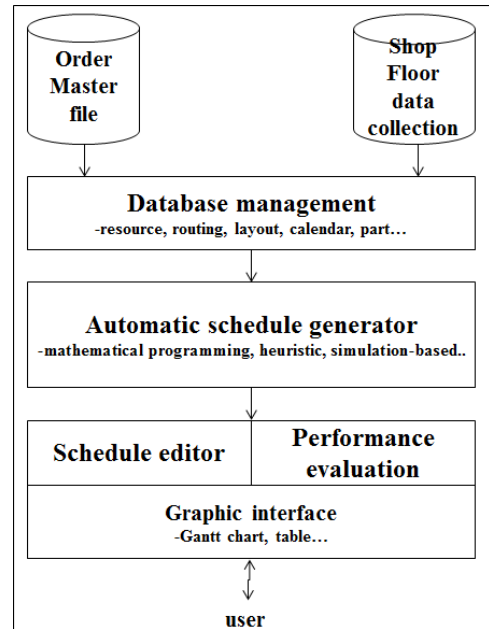 Order
Master
file
Shop
Floor
data
collection
Database management
-resource, routing, layout, calendar, part…
Automatic schedule generator
-mathematical programming, heuristic, simulation-based..
Schedule editor
Performance
evaluation
Graphic interface
-Gantt chart, table…
user